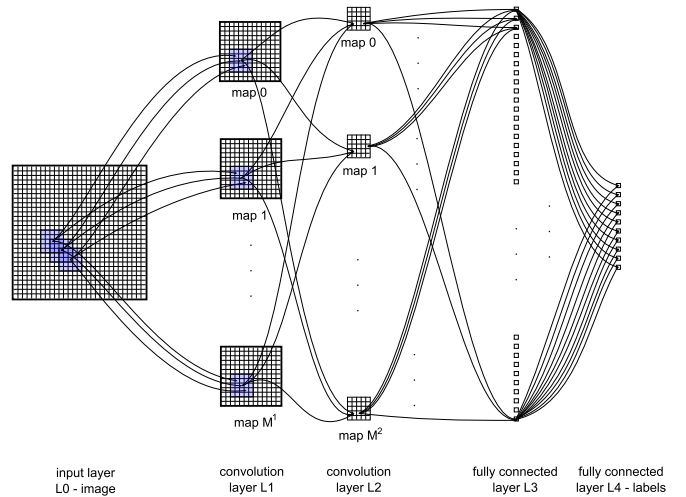 map 0
map 0
map 1
map 1
map M¹
map M²
input layer
L0 - image
convolution
layer L1
convolution
layer L2
fully connected
layer L3
fully connected
layer L4 - labels